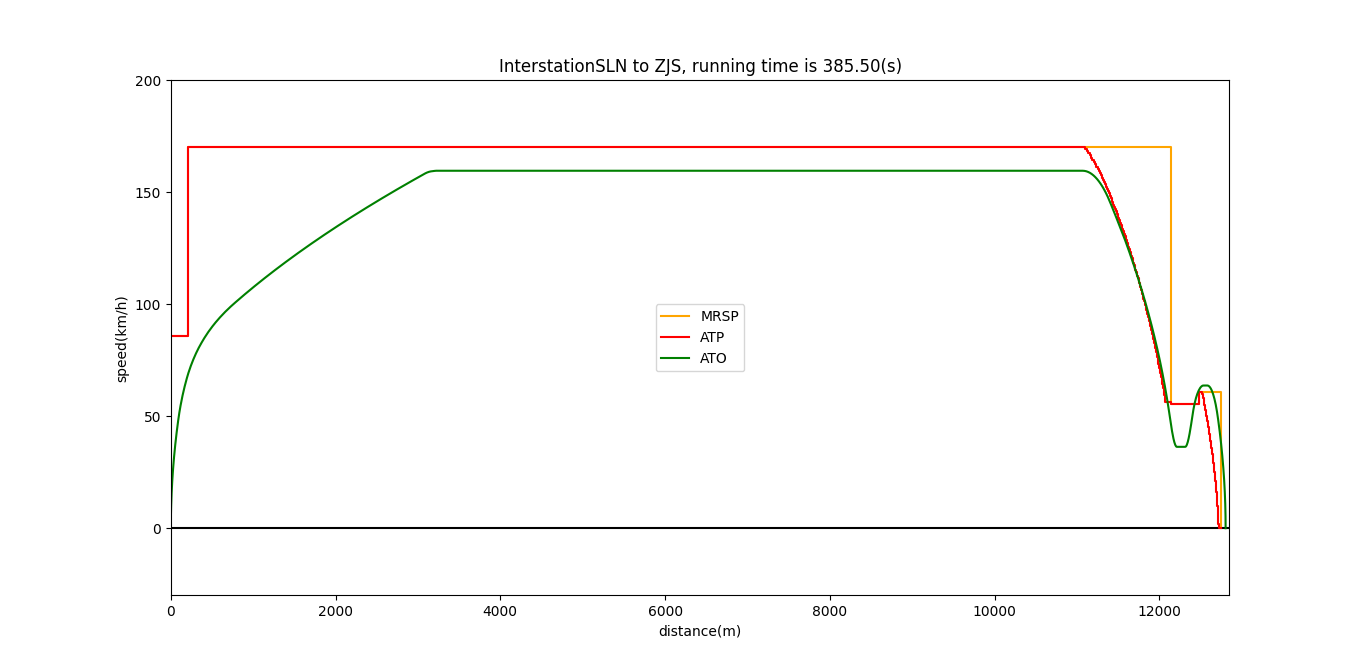 InterstationSLN to ZJS, running time is 385.50(s)
200
150
100
50
0
speed(km/h)
MRSP
ATP
ATO
0 2000 4000 6000 8000 10000 12000
distance(m)